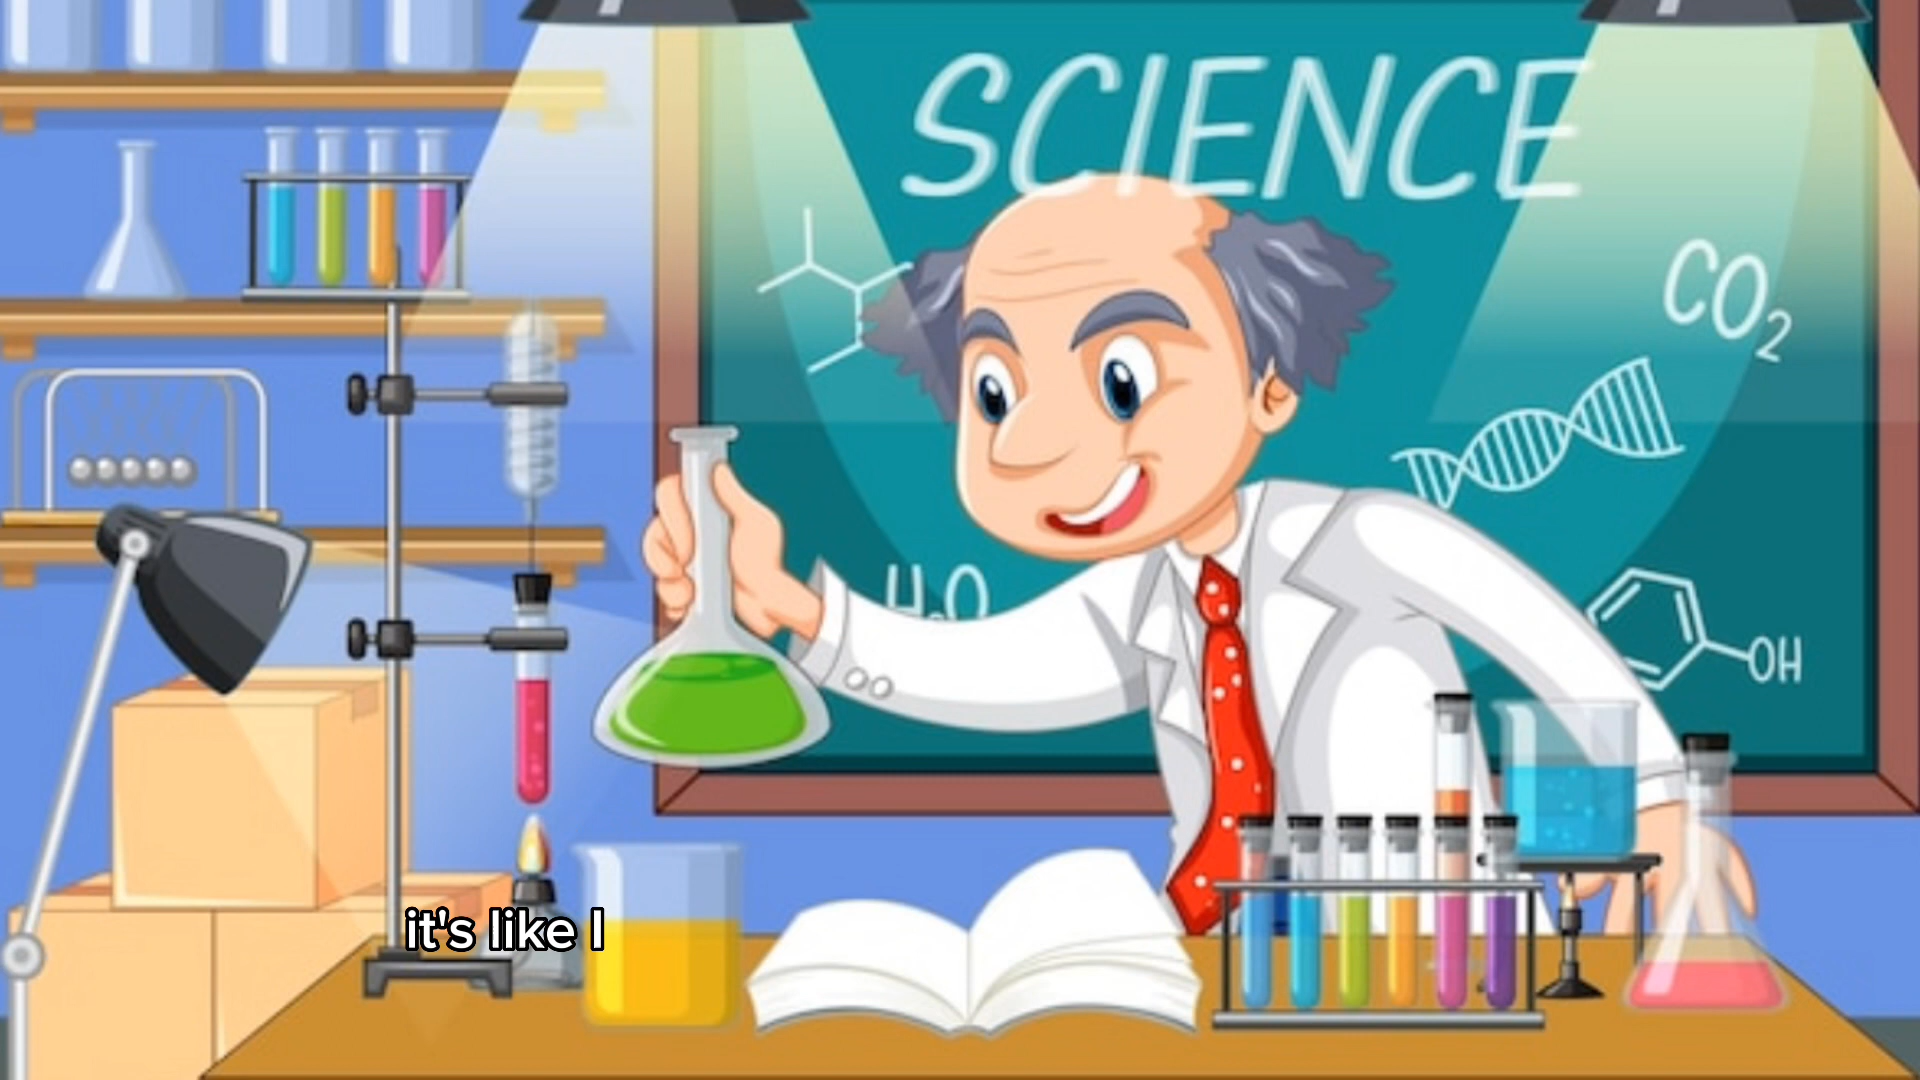 SCIENCE
CO₂
H₂O
OH
it's like I